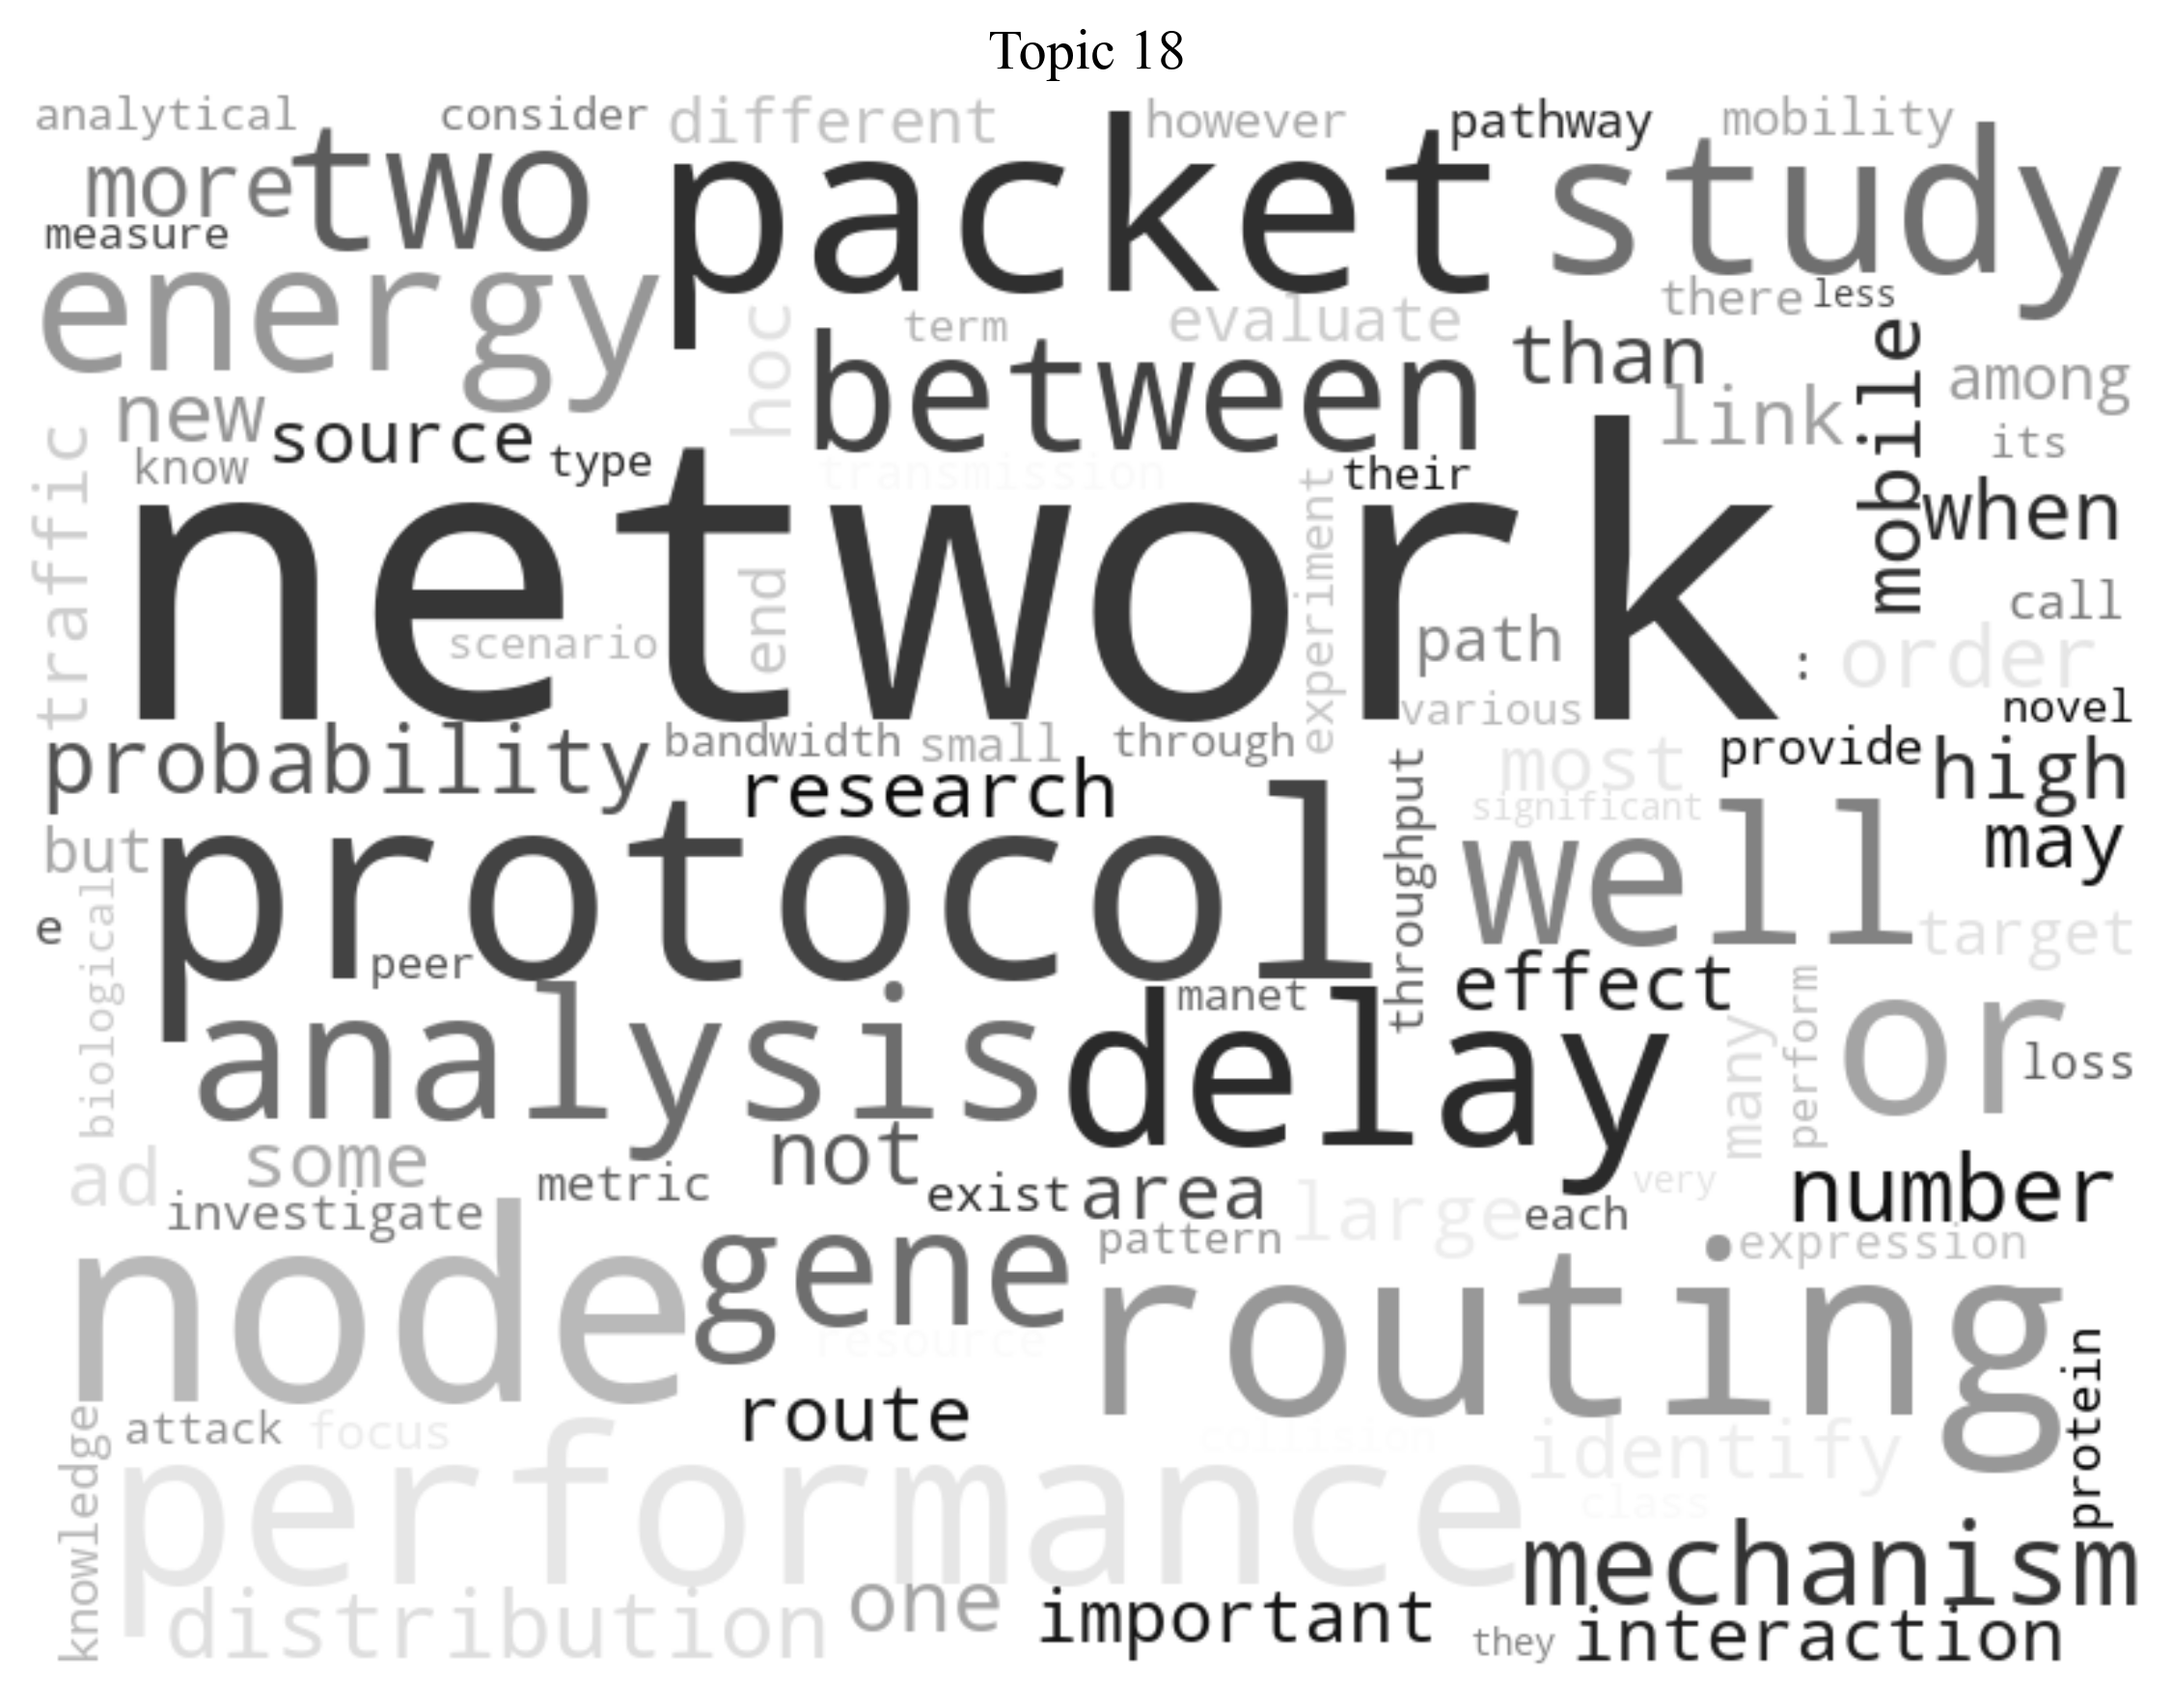 Topic 18
analytical consider different however pathway mobility
more two packet study
measure
energy hoc term evaluate there less
between than mobile among
new source link its
know type transmission their
traffic network experiment when
call
scenario end path : order
various novel
probability bandwidth small through most provide high
research significant
but protocol throughput well may
biological e peer target
manet effect
analysis delay many perform or loss
ad some not
investigate metric exist area large each very number
node gene pattern routing expression
resource protein
attack focus route collision identify
knowledge performance class
mechanism
distribution one important they interaction